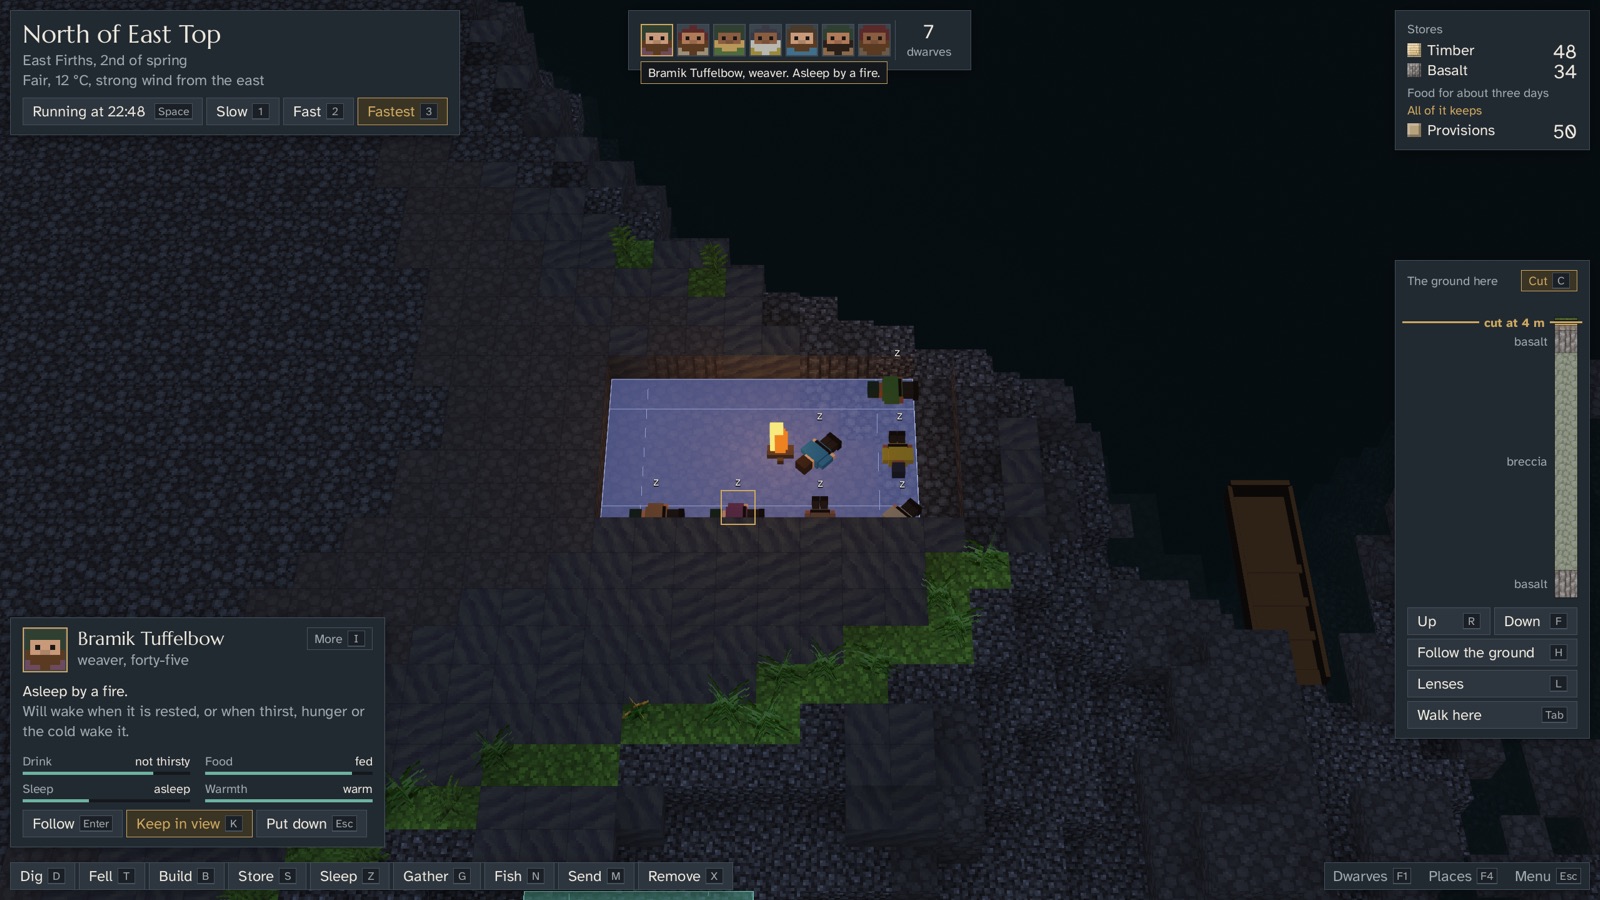 North of East Top
East Firths, 2nd of spring
Fair, 12 °C, strong wind from the east
Running at 22:48 Space
Slow 1
Fast 2
Fastest 3
7
dwarves
Bramik Tuffelbow, weaver. Asleep by a fire.
Stores
Timber 48
Basalt 34
Food for about three days
All of it keeps
Provisions 50
The ground here
Cut C
cut at 4 m
basalt
breccia
basalt
Up R
Down F
Follow the ground H
Lenses L
Walk here Tab
z
z
z
z
z
z
z
Bramik Tuffelbow
weaver, forty-five
More I
Asleep by a fire.
Will wake when it is rested, or when thirst, hunger or
the cold wake it.
Drink not thirsty
Food fed
Sleep asleep
Warmth warm
Follow Enter
Keep in view K
Put down Esc
Dig D
Fell T
Build B
Store S
Sleep Z
Gather G
Fish N
Send M
Remove X
Dwarves F1
Places F4
Menu Esc